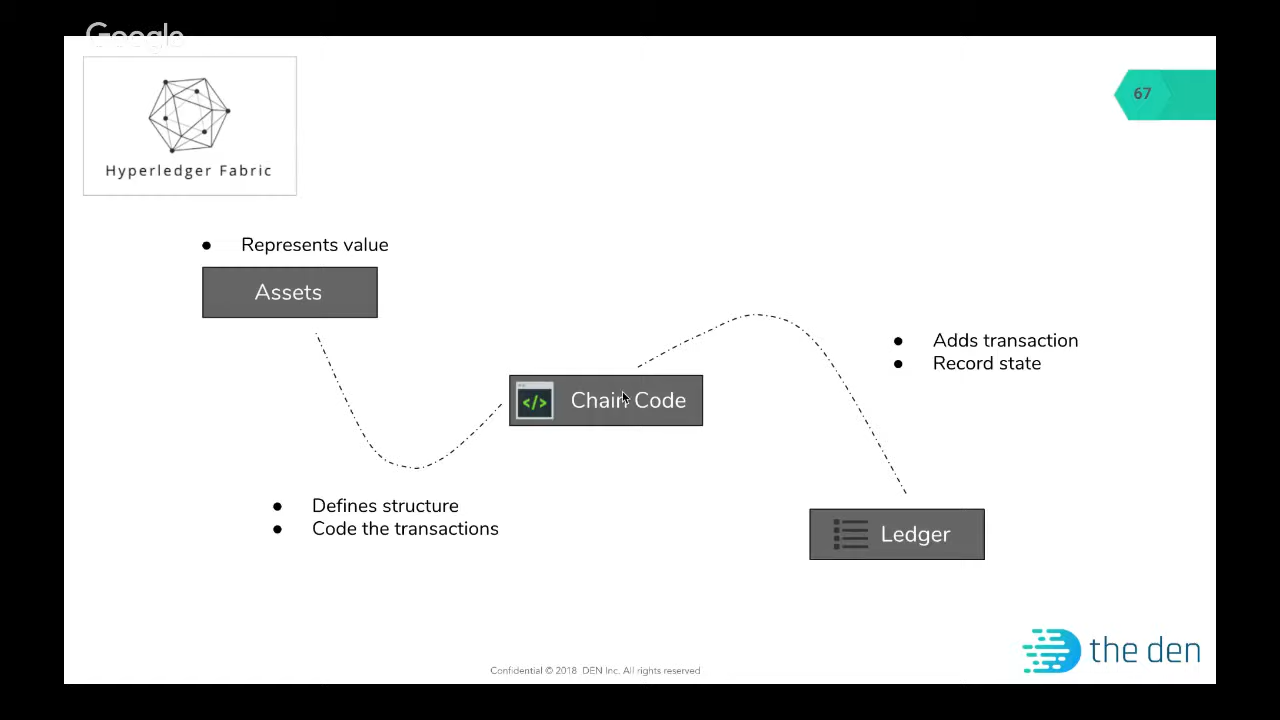 Google
Hyperledger Fabric
67
● Represents value
Assets
● Adds transaction
● Record state
</> Chain Code
● Defines structure
● Code the transactions
Ledger
the den
Confidential © 2018 DEN Inc. All rights reserved